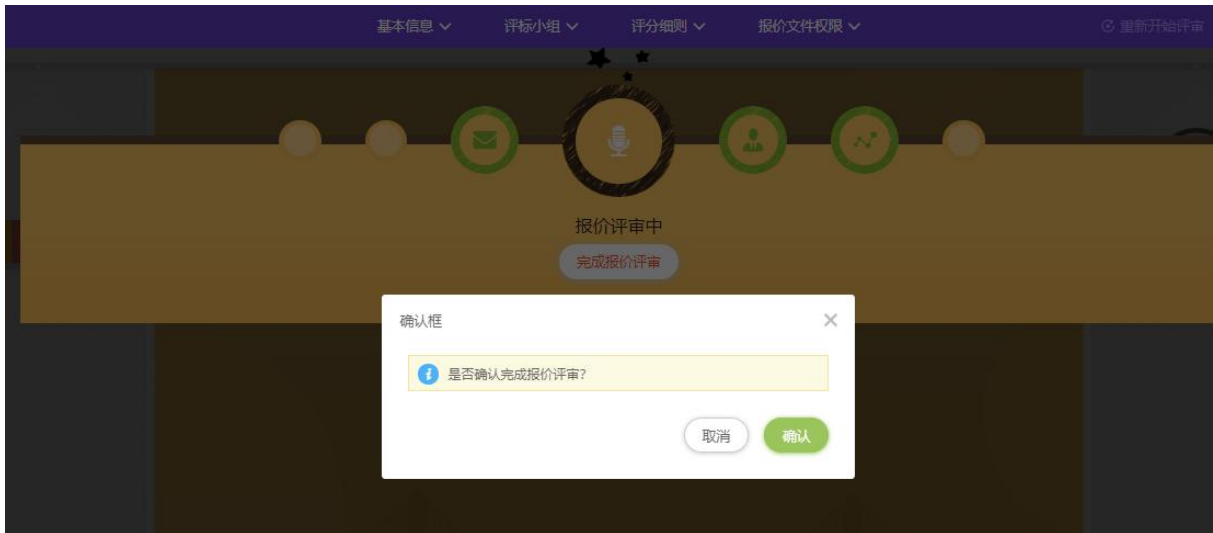 基本信息 评标小组 评分细则 报价文件权限 重新开始评审
报价评审中
完成报价评审
确认框
是否确认完成报价评审?
取消 确认